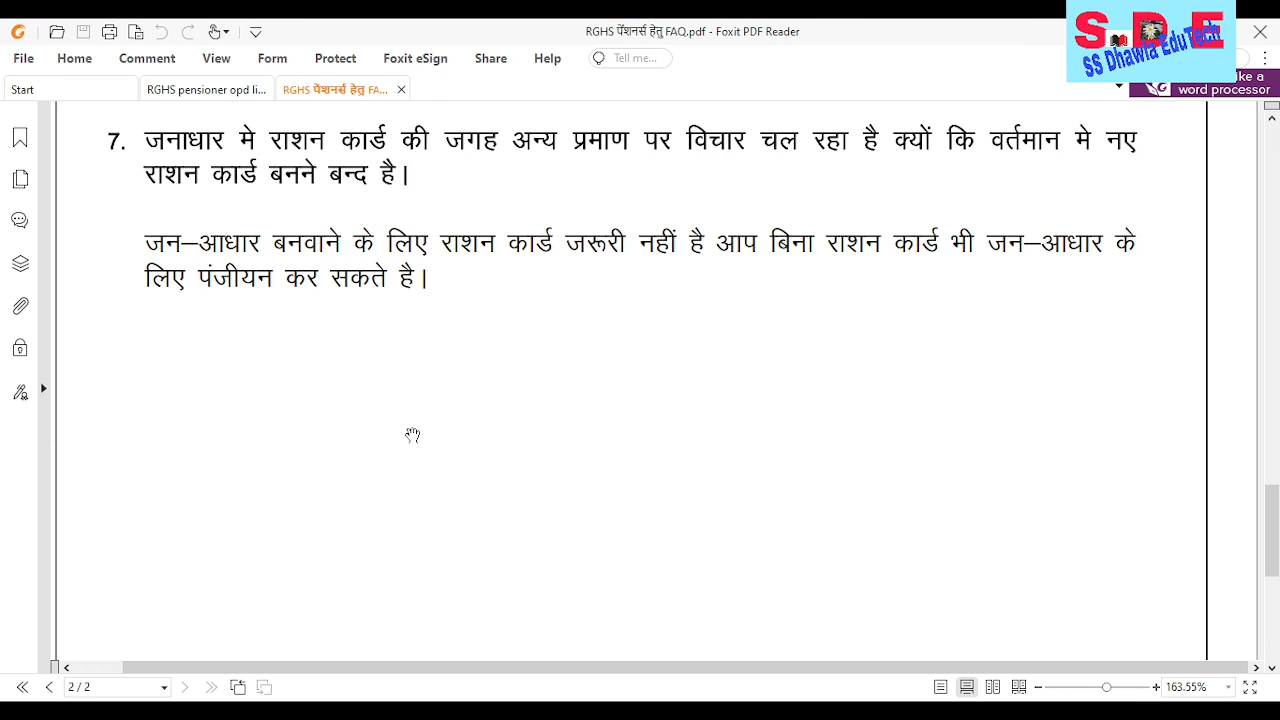 RGHS पेंशनर्स हेतु FAQ.pdf - Foxit PDF Reader
S.D.E
SS Dhawla EduTech
File Home Comment View Form Protect Foxit eSign Share Help Tell me...
Start RGHS pensioner opd li... RGHS पेंशनर्स हेतु FA...
ke a
word processor
7. जनाधार मे राशन कार्ड की जगह अन्य प्रमाण पर विचार चल रहा है क्यों कि वर्तमान मे नए
राशन कार्ड बनने बन्द है।
जन–आधार बनवाने के लिए राशन कार्ड जरूरी नहीं है आप बिना राशन कार्ड भी जन–आधार के
लिए पंजीयन कर सकते है।
2 / 2 163.55%